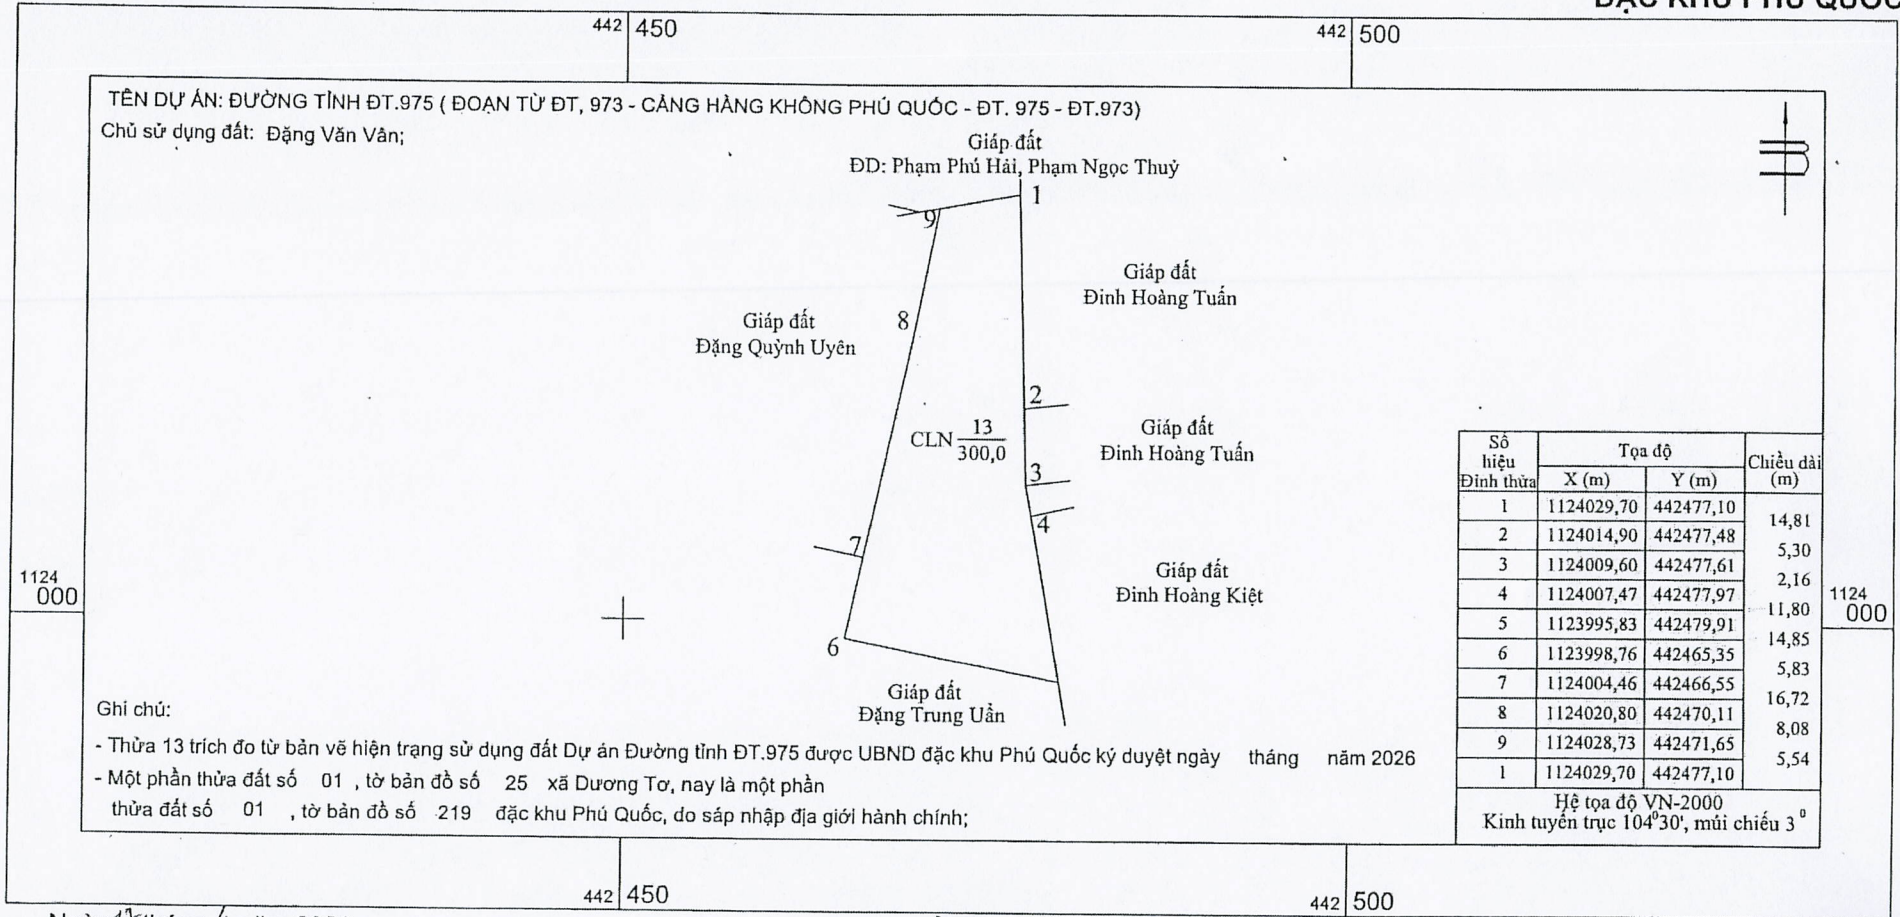 ĐẶC KHU PHÚ QUỐC
442 450
442 500
TÊN DỰ ÁN: ĐƯỜNG TỈNH ĐT.975 ( ĐOẠN TỪ ĐT, 973 - CẢNG HÀNG KHÔNG PHÚ QUỐC - ĐT. 975 - ĐT.973)
Chủ sử dụng đất: Đặng Văn Vân;
Giáp đất
ĐD: Phạm Phú Hải, Phạm Ngọc Thuỷ
1
9
Giáp đất
Đinh Hoàng Tuấn
8
Giáp đất
Đặng Quỳnh Uyên
2
CLN 13
300,0
Giáp đất
Đinh Hoàng Tuấn
3
4
7
Giáp đất
Đinh Hoàng Kiệt
6
Giáp đất
Đặng Trung Uẩn
1124
000
1124
000
Số hiệu Đỉnh thửa | Tọa độ | Chiều dài (m)
X (m) | Y (m)
1 1124029,70 442477,10
14,81
2 1124014,90 442477,48
5,30
3 1124009,60 442477,61
2,16
4 1124007,47 442477,97
11,80
5 1123995,83 442479,91
14,85
6 1123998,76 442465,35
5,83
7 1124004,46 442466,55
16,72
8 1124020,80 442470,11
8,08
9 1124028,73 442471,65
5,54
1 1124029,70 442477,10
Hệ tọa độ VN-2000
Kinh tuyến trục 104⁰30', múi chiếu 3⁰
Ghi chú:
- Thửa 13 trích đo từ bản vẽ hiện trạng sử dụng đất Dự án Đường tỉnh ĐT.975 được UBND đặc khu Phú Quốc ký duyệt ngày tháng năm 2026
- Một phần thửa đất số 01 , tờ bản đồ số 25 xã Dương Tơ, nay là một phần
thửa đất số 01 , tờ bản đồ số 219 đặc khu Phú Quốc, do sáp nhập địa giới hành chính;
442 450
442 500